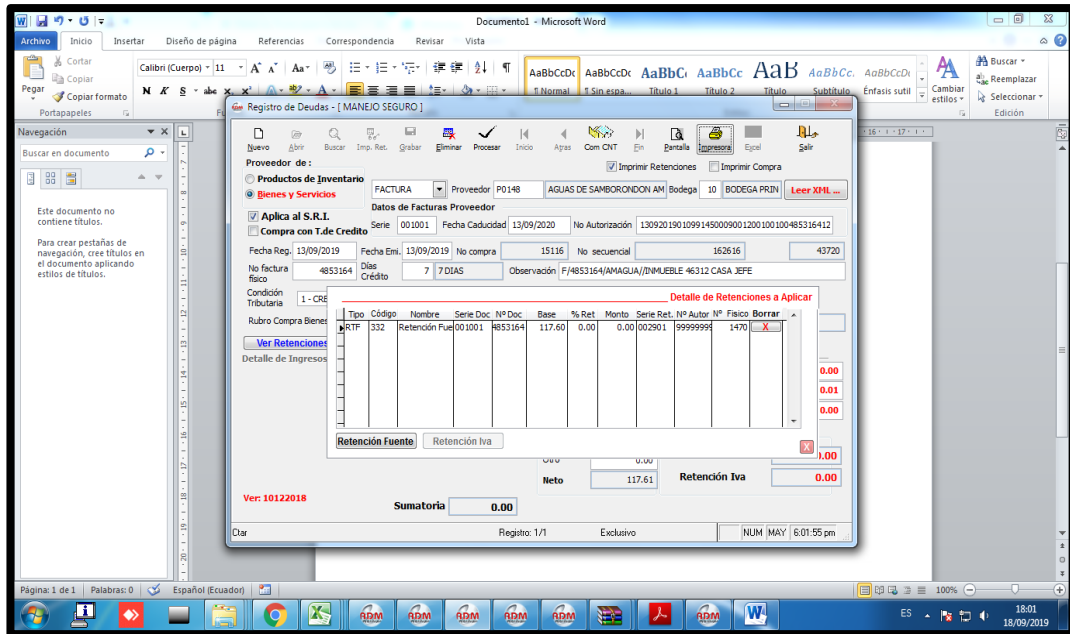 Documento1 - Microsoft Word
Archivo Inicio Insertar Diseño de página Referencias Correspondencia Revisar Vista
Pegar
Cortar
Copiar
Copiar formato
Portapapeles
Calibri (Cuerpo) 11
N K S abc x, x²
AaBbCcDc AaBbCcDc AaBbC AaBbCc AaB AaBbCc. AaBbCcDc
¶ Normal ¶ Sin espa... Título 1 Título 2 Título Subtítulo Énfasis sutil
Cambiar estilos
Buscar
Reemplazar
Seleccionar
Edición
Navegación
Buscar en documento
Este documento no
contiene títulos.
Para crear pestañas de
navegación, cree títulos en
el documento aplicando
estilos de título.
Registro de Deudas - [ MANEJO SEGURO ]
Nuevo Abrir Buscar Imp. Ret. Grabar Eliminar Procesar Inicio Atras Com CNT Fin Pantalla Impresora Excel Salir
Proveedor de :
Imprimir Retenciones Imprimir Compra
Productos de Inventario
Bienes y Servicios
FACTURA Proveedor P0148 AGUAS DE SAMBORONDON AM Bodega 10 BODEGA PRIN Leer XML ...
Datos de Facturas Proveedor
Aplica al S.R.I.
Compra con T.de Credito
Serie 001001 Fecha Caducidad 13/09/2020 No Autorización 13092019010991450009001200100100485316412
Fecha Reg. 13/09/2019 Fecha Emi. 13/09/2019 No compra 15116 No secuencial 162616 43720
No factura físico 4853164 Días Crédito 7 7 DIAS Observación F/4853164/AMAGUA//INMUEBLE 46312 CASA JEFE
Condición Tributaria 1 - CRE
Rubro Compra Bienes
Ver Retenciones
Detalle de Ingresos
Detalle de Retenciones a Aplicar
Tipo Código Nombre Serie Doc Nº Doc Base % Ret Monto Serie Ret. Nº Autor Nº Fisico Borrar
RTF 332 Retención Fue 001001 4853164 117.60 0.00 0.00 002901 99999999 1470 X
0.00
0.01
0.00
Retención Fuente Retención Iva X
0.00
Neto 117.61 Retención Iva 0.00
Ver: 10122018
Sumatoria 0.00
Ctar Registro: 1/1 Exclusivo NUM MAY 6:01:55 pm
Página: 1 de 1 Palabras: 0 Español (Ecuador) 100%
ADM ADM ADM ADM ADM ADM
ES 18:01
18/09/2019